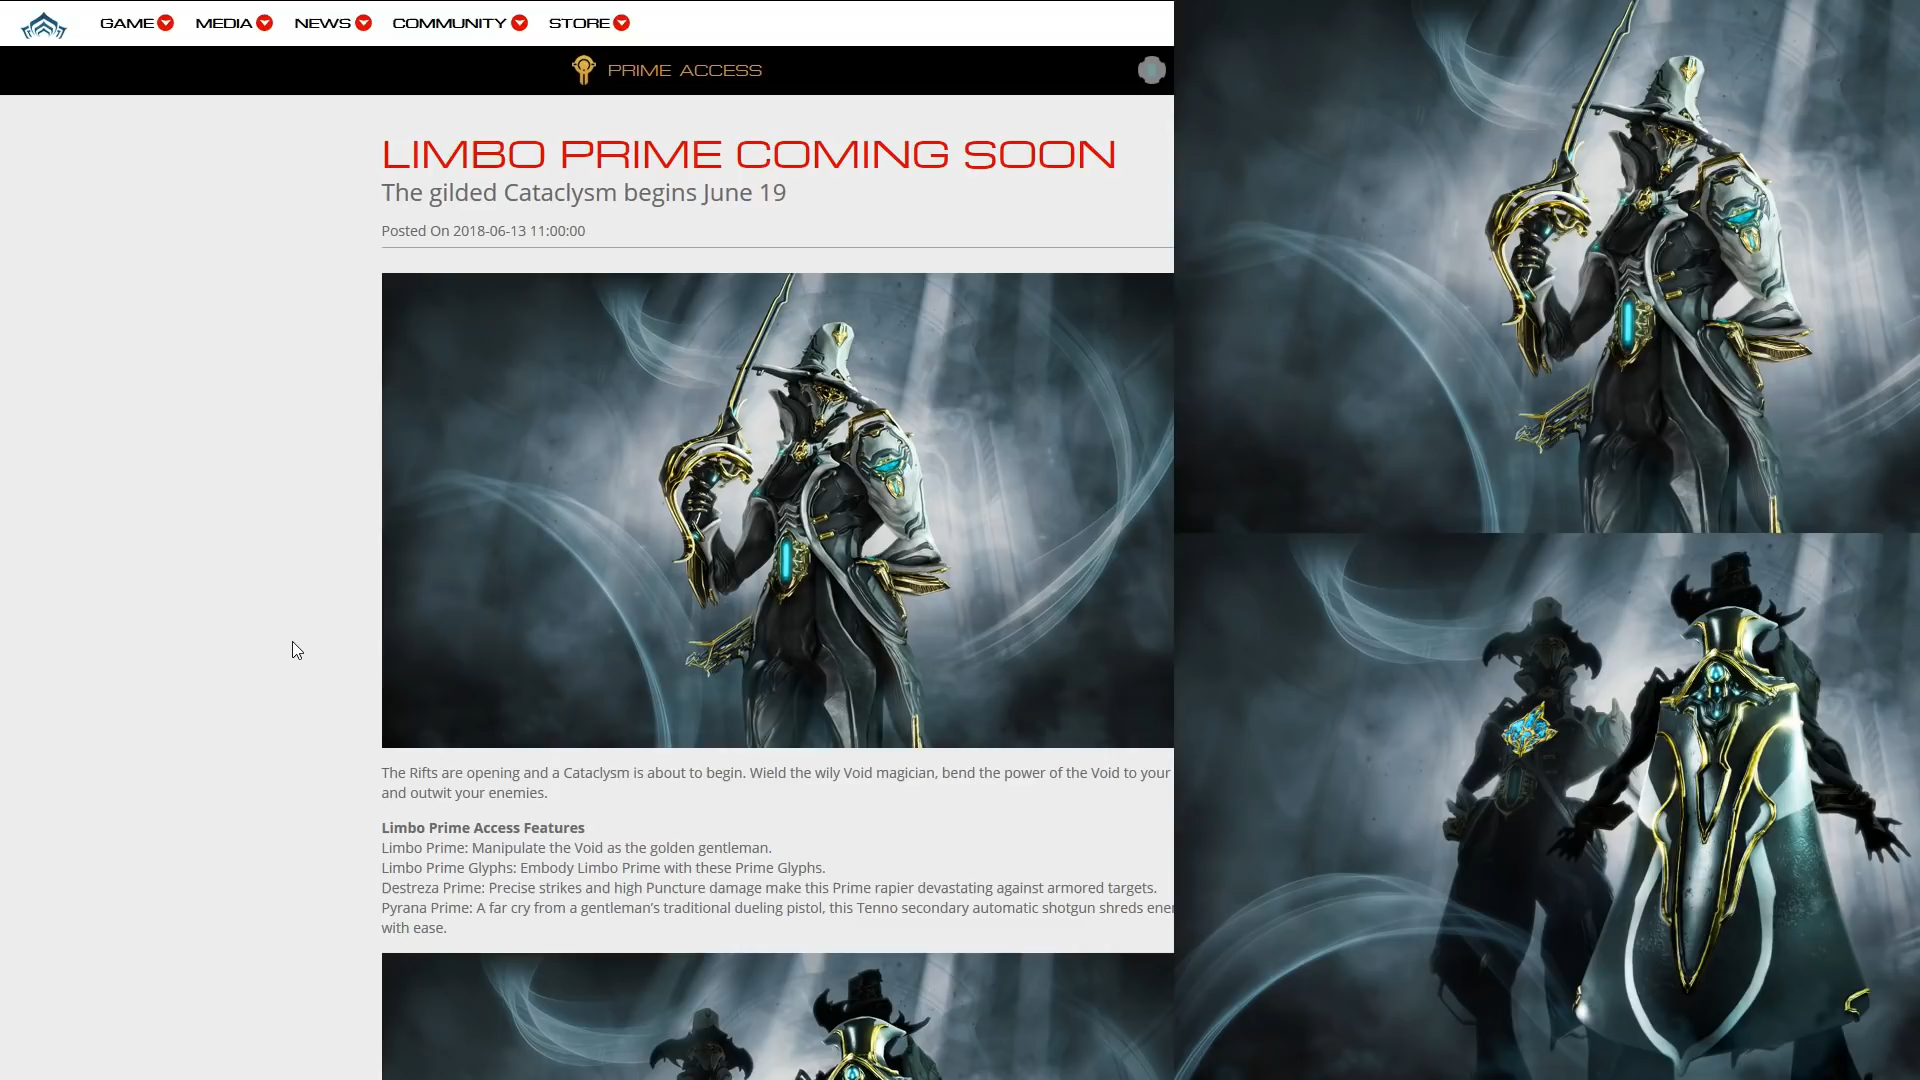 GAME MEDIA NEWS COMMUNITY STORE
PRIME ACCESS
LIMBO PRIME COMING SOON
The gilded Cataclysm begins June 19
Posted On 2018-06-13 11:00:00
The Rifts are opening and a Cataclysm is about to begin. Wield the wily Void magician, bend the power of the Void to your
and outwit your enemies.
Limbo Prime Access Features
Limbo Prime: Manipulate the Void as the golden gentleman.
Limbo Prime Glyphs: Embody Limbo Prime with these Prime Glyphs.
Destreza Prime: Precise strikes and high Puncture damage make this Prime rapier devastating against armored targets.
Pyrana Prime: A far cry from a gentleman’s traditional dueling pistol, this Tenno secondary automatic shotgun shreds
with ease.